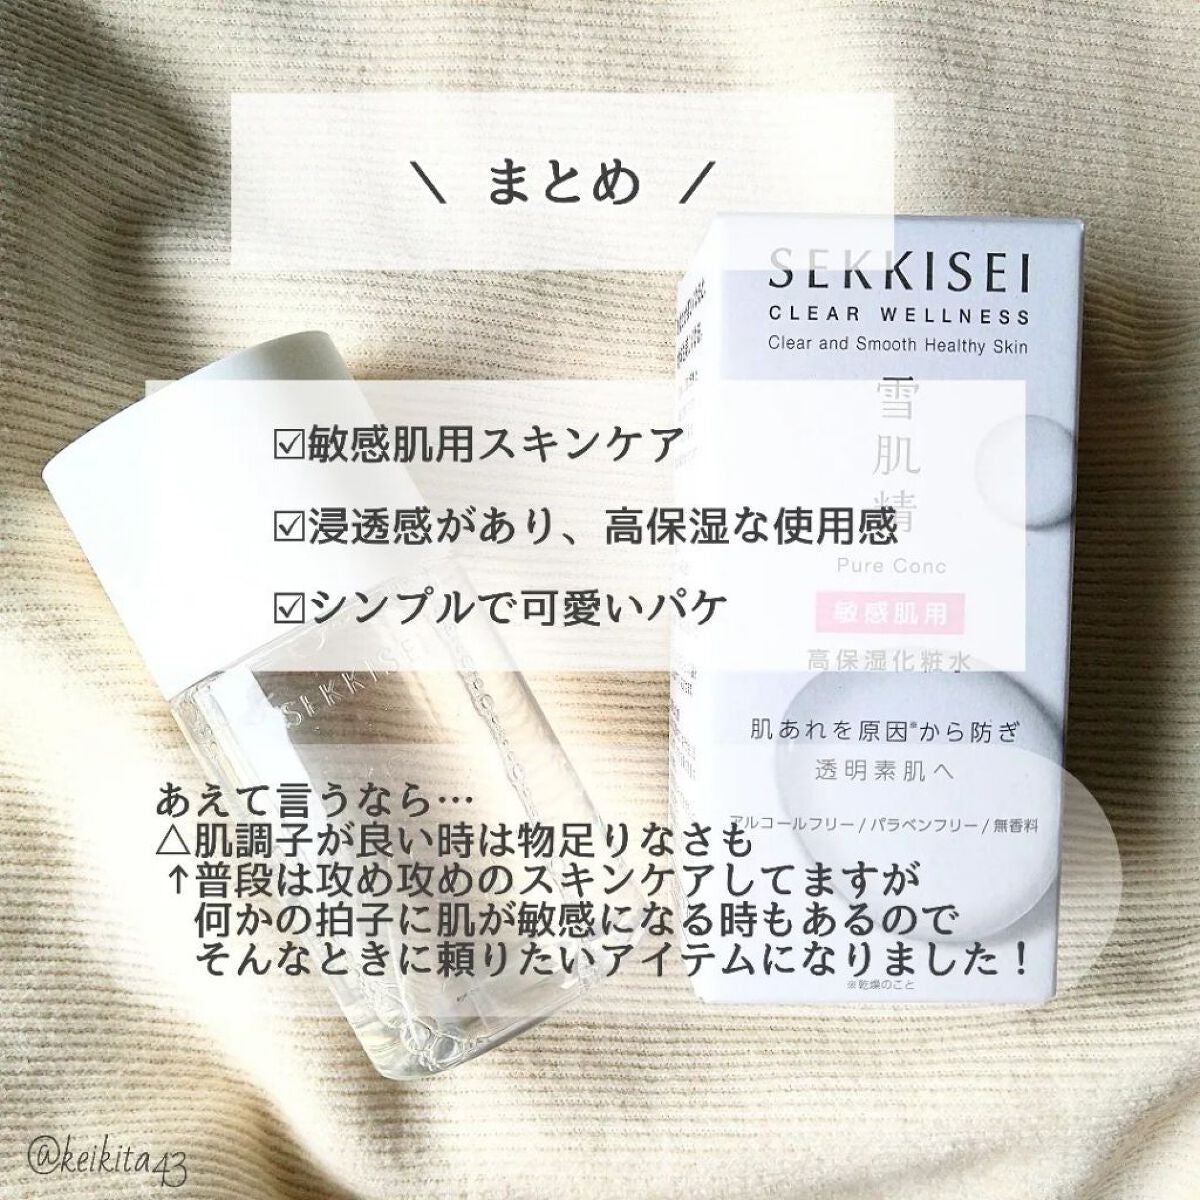 \ まとめ /
SEKKISEI
CLEAR WELLNESS
Clear and Smooth Healthy Skin
雪肌精
Pure Conc
敏感肌用
高保湿化粧水
肌あれを原因※から防ぎ
透明素肌へ
アルコールフリー/パラベンフリー/無香料
※乾燥のこと
☑敏感肌用スキンケア
☑浸透感があり、高保湿な使用感
☑シンプルで可愛いパケ
SEKKISEI
あえて言うなら…
△肌調子が良い時は物足りなさも
↑普段は攻め攻めのスキンケアしてますが
何かの拍子に肌が敏感になる時もあるので
そんなときに頼りたいアイテムになりました！
@keikita43